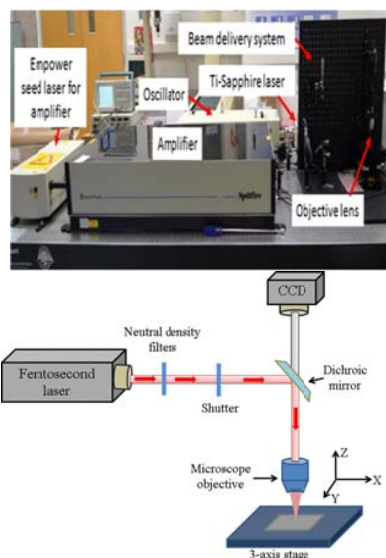 Beam delivery system
Empower
seed laser for
amplifier
Oscillator
Ti-Sapphire laser
Amplifier
Spitfire
Objective lens
CCD
Neutral density
filters
Fentosecond
laser
Dichroic
mirror
Shutter
Microscope
objective
Z
X
Y
3-axis stage